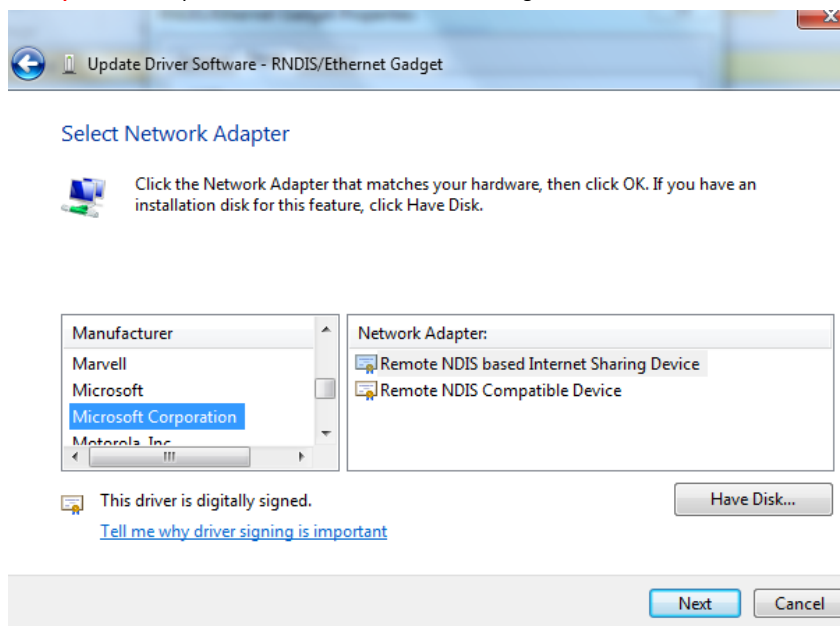 Update Driver Software - RNDIS/Ethernet Gadget
Select Network Adapter
Click the Network Adapter that matches your hardware, then click OK. If you have an
installation disk for this feature, click Have Disk.
Manufacturer
Marvell
Microsoft
Microsoft Corporation
Motorola, Inc.
Network Adapter:
Remote NDIS based Internet Sharing Device
Remote NDIS Compatible Device
This driver is digitally signed.
Have Disk...
Tell me why driver signing is important
Next
Cancel